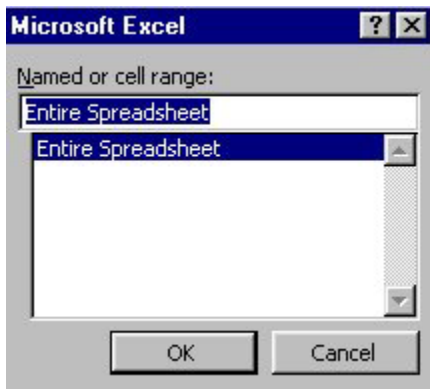 Microsoft Excel
Named or cell range:
Entire Spreadsheet
Entire Spreadsheet
OK Cancel